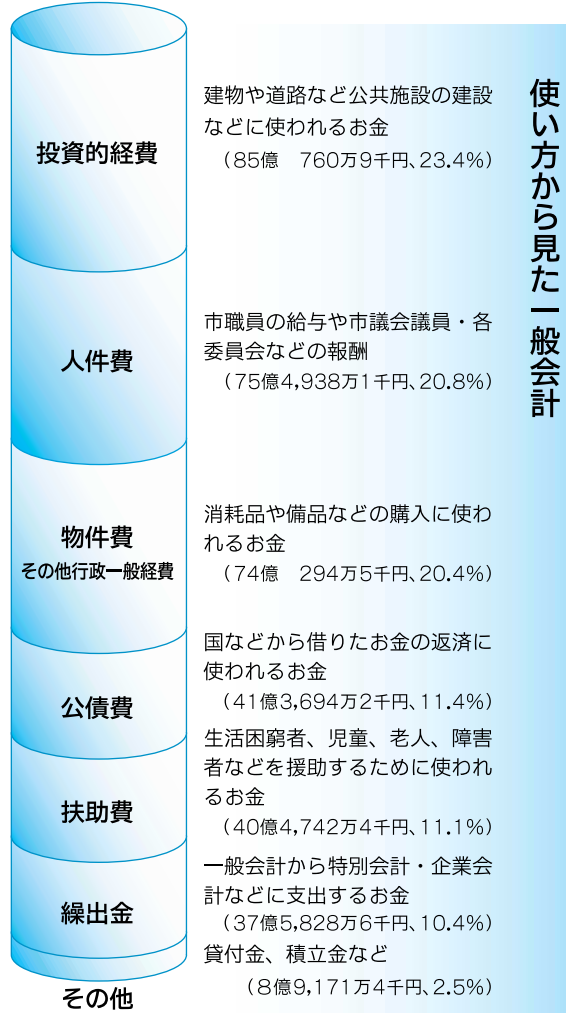 使い方から見た一般会計
投資的経費
建物や道路など公共施設の建設
などに使われるお金
（85億　760万9千円、23.4%）
人件費
市職員の給与や市議会議員・各
委員会などの報酬
（75億4,938万1千円、20.8%）
物件費
その他行政一般経費
消耗品や備品などの購入に使わ
れるお金
（74億　294万5千円、20.4%）
公債費
国などから借りたお金の返済に
使われるお金
（41億3,694万2千円、11.4%）
扶助費
生活困窮者、児童、老人、障害
者などを援助するために使われ
るお金
（40億4,742万4千円、11.1%）
繰出金
一般会計から特別会計・企業会
計などに支出するお金
（37億5,828万6千円、10.4%）
その他
貸付金、積立金など
（8億9,171万4千円、2.5%）